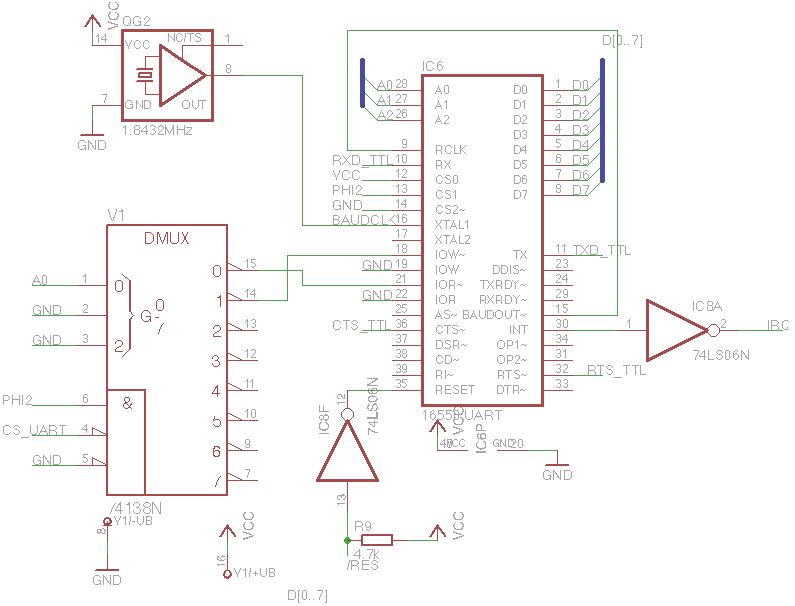 VCC
QG2
14 VCC NC/TS 1
8
7 GND OUT
1.8432MHz
GND
D[0..7]
IC6
A0 28 A0 D0 1 D0
A1 27 A1 D1 2 D1
A2 26 A2 D2 3 D2
D3 4 D3
9 RCLK D4 5 D4
RXD_TTL 10 RX D5 6 D5
VCC 12 CS0 D6 7 D6
PHI2 13 CS1 D7 8 D7
GND 14 CS2~
BAUDCLK 16 XTAL1
17 XTAL2
18 IOW~ TX 11 TXD_TTL
GND 19 IOW DDIS~ 23
21 IOR~ TXRDY~ 24
GND 22 IOR RXRDY~ 29
25 AS~ BAUDOUT~ 15
CTS_TTL 36 CTS~ INT 30
37 DSR~ OP1~ 34
38 CD~ OP2~ 31
39 RI~ RTS~ 32 RTS_TTL
35 RESET DTR~ 33
16550UART
IC8A
1 2
74LS06N
V1
DMUX
0 15
A0 1 0
1 14
GND 2 G 0
7
2 13
GND 3 2
3 12
4 11
PHI2 6 &
5 10
CS_UART 4
6 9
GND 5
7 7
74138N
V1/-UB
8
GND
VCC
16
V1/+UB
IC8F
12
74LS06N
13
R9
4.7k
/RES
VCC
VCC
40 VCC
IC6P
GND 20
GND
D[0..7]